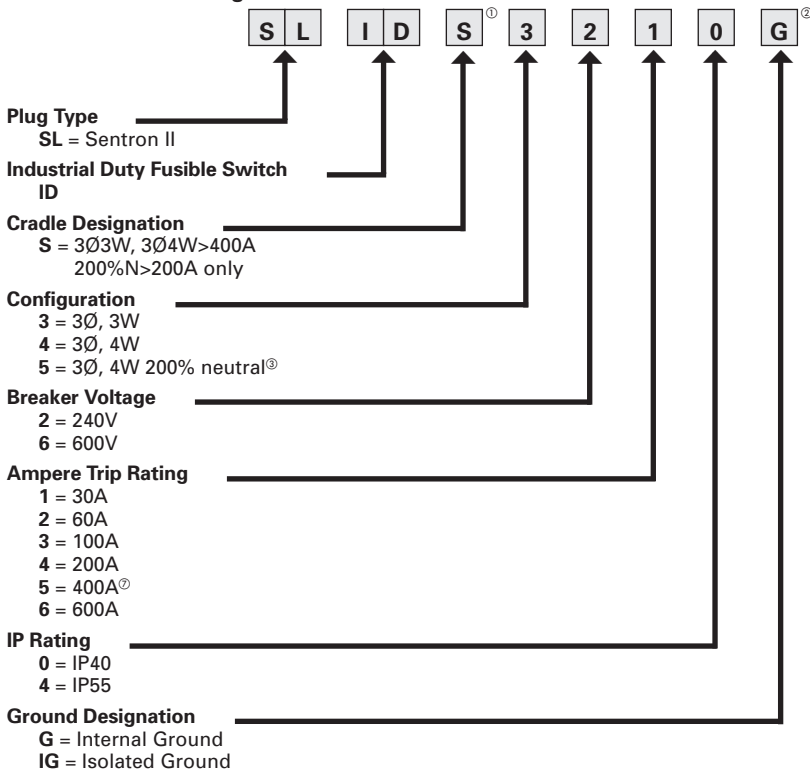 S L I D S① 3 2 1 0 G②
Plug Type
SL = Sentron II
Industrial Duty Fusible Switch
ID
Cradle Designation
S = 3Ø3W, 3Ø4W>400A
200%N>200A only
Configuration
3 = 3Ø, 3W
4 = 3Ø, 4W
5 = 3Ø, 4W 200% neutral③
Breaker Voltage
2 = 240V
6 = 600V
Ampere Trip Rating
1 = 30A
2 = 60A
3 = 100A
4 = 200A
5 = 400A⑦
6 = 600A
IP Rating
0 = IP40
4 = IP55
Ground Designation
G = Internal Ground
IG = Isolated Ground